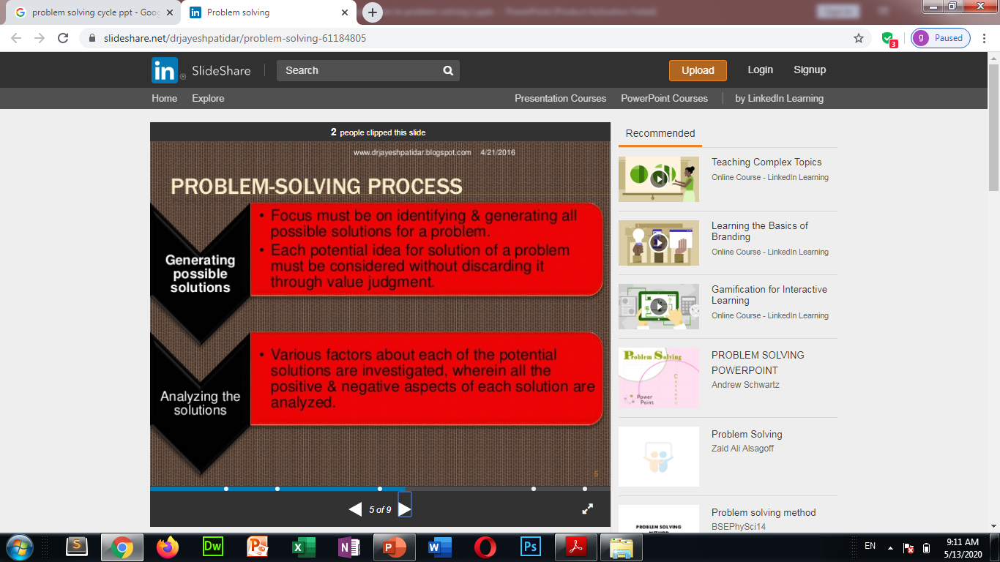 problem solving cycle ppt - Goo
Problem solving
slideshare.net/drjayeshpatidar/problem-solving-61184805
3
g Paused
in SlideShare
Search
Upload Login Signup
Home Explore
Presentation Courses PowerPoint Courses by LinkedIn Learning
2 people clipped this slide
www.drjayeshpatidar.blogspot.com 4/21/2016
PROBLEM-SOLVING PROCESS
Generating
possible
solutions
• Focus must be on identifying & generating all
possible solutions for a problem.
• Each potential idea for solution of a problem
must be considered without discarding it
through value judgment.
Analyzing the
solutions
• Various factors about each of the potential
solutions are investigated, wherein all the
positive & negative aspects of each solution are
analyzed.
5
5 of 9
Recommended
Teaching Complex Topics
Online Course - LinkedIn Learning
Learning the Basics of
Branding
Online Course - LinkedIn Learning
Gamification for Interactive
Learning
Online Course - LinkedIn Learning
Problem Solving
Power
Point
PROBLEM SOLVING
POWERPOINT
Andrew Schwartz
Problem Solving
Zaid Ali Alsagoff
PROBLEM SOLVING
Problem solving method
BSEPhySci14
EN
9:11 AM
5/13/2020